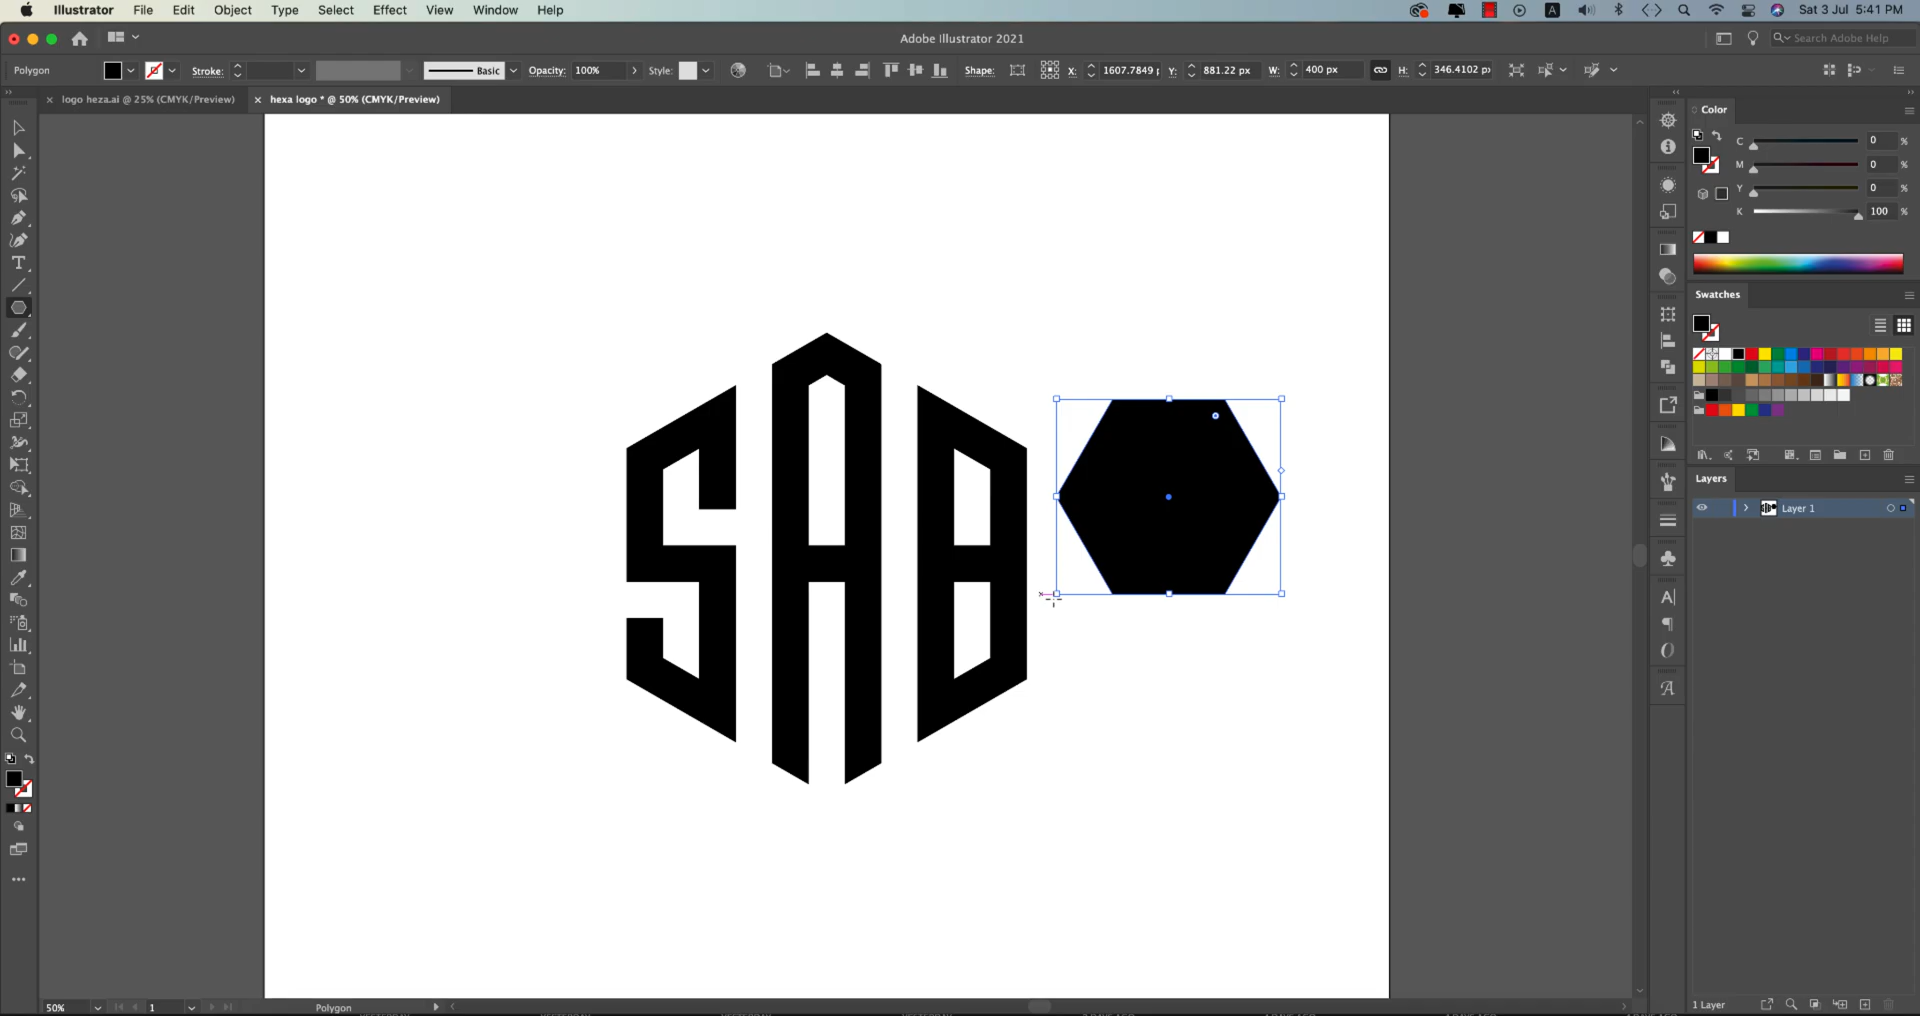 Illustrator File Edit Object Type Select Effect View Window Help Sat 3 Jul 5:41 PM
Adobe Illustrator 2021 Search Adobe Help
Polygon Stroke: Basic Opacity: 100% Style: Shape: X: 1607.7849 Y: 881.22 px W: 400 px H: 346.4102 px
logo heza.ai @ 25% (CMYK/Preview) hexa logo * @ 50% (CMYK/Preview)
Color
C 0 %
M 0 %
Y 0 %
K 100 %
Swatches
SAB
Layers
Layer 1
50% 1 Polygon 1 Layer